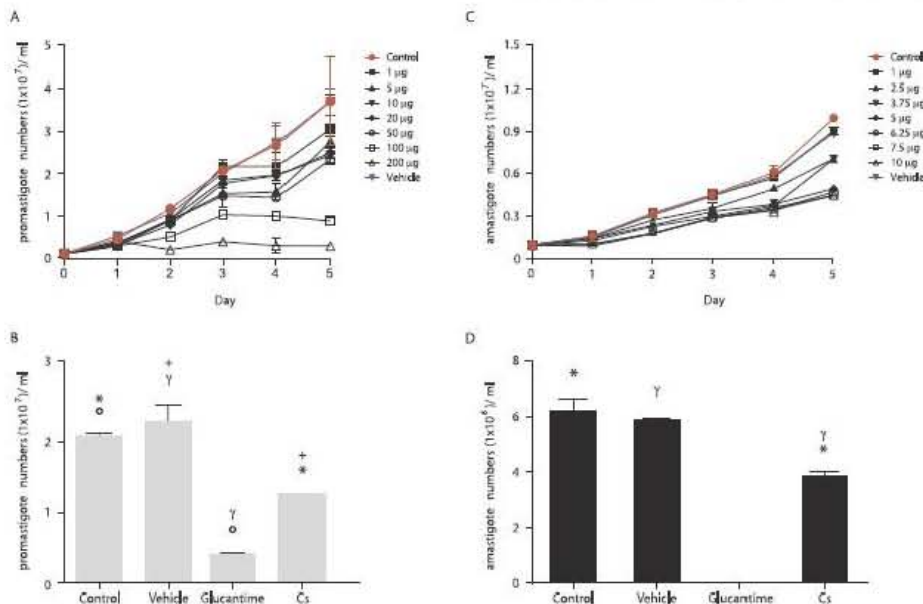 A
promastigote numbers (1x10⁷)/ ml
5
4
3
2
1
0
0 1 2 3 4 5
Day
Control
1 µg
5 µg
10 µg
20 µg
50 µg
100 µg
200 µg
Vehicle
C
amastigote numbers (1x10⁷)/ ml
1.5
1.2
0.9
0.6
0.3
0
0 1 2 3 4 5
Day
Control
1 µg
2.5 µg
3.75 µg
5 µg
6.25 µg
7.5 µg
10 µg
Vehicle
B
promastigote numbers (1x10⁷)/ ml
3
2
1
0
*
o
+
γ
γ
o
+
*
Control Vehicle Glucantime Cs
D
amastigote numbers (1x10⁶)/ ml
8
6
4
6
0
*
γ
γ
*
Control Vehicle Glucantime Cs